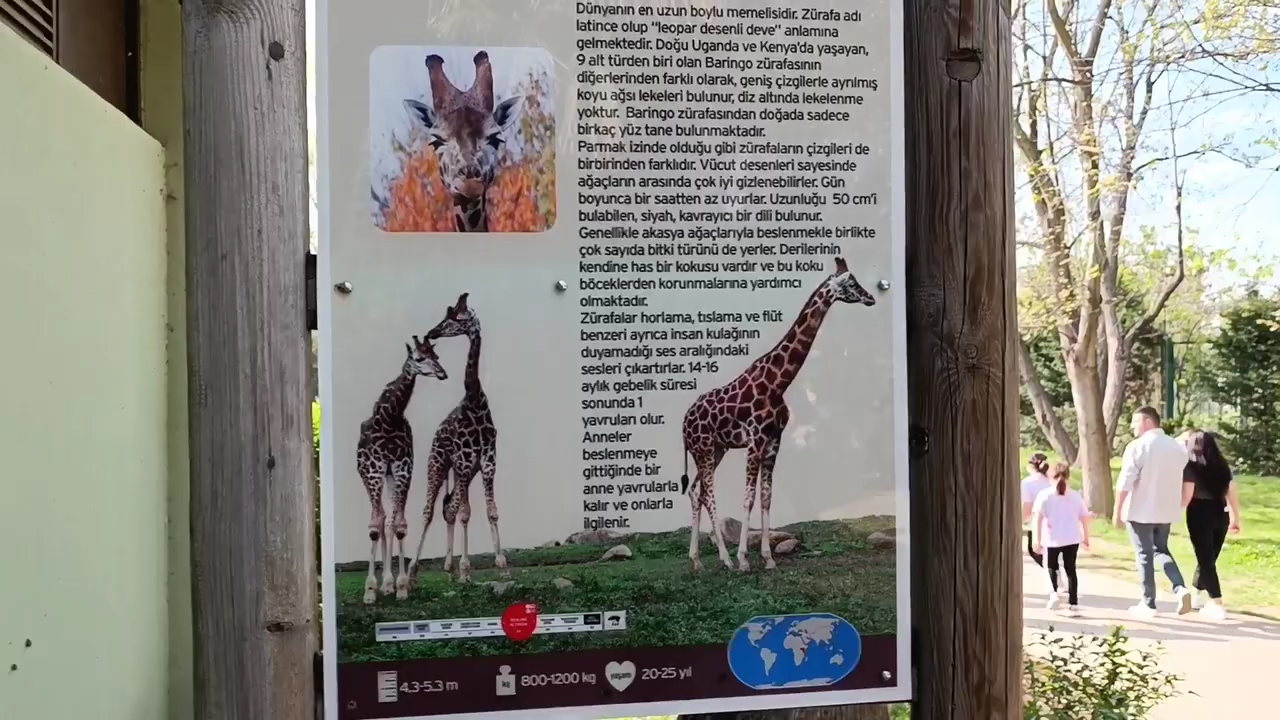 Dünyanın en uzun boylu memelisidir. Zürafa adı
latince olup "leopar desenli deve" anlamına
gelmektedir. Doğu Uganda ve Kenya'da yaşayan,
9 alt türden biri olan Baringo zürafasının
diğerlerinden farklı olarak, geniş çizgilerle ayrılmış
koyu ağsı lekeleri bulunur, diz altında lekelenme
yoktur. Baringo zürafasından doğada sadece
birkaç yüz tane bulunmaktadır.
Parmak izinde olduğu gibi zürafaların çizgileri de
birbirinden farklıdır. Vücut desenleri sayesinde
ağaçların arasında çok iyi gizlenebilirler. Gün
boyunca bir saatten az uyurlar. Uzunluğu 50 cm'i
bulabilen, siyah, kavrayıcı bir dili bulunur.
Genellikle akasya ağaçlarıyla beslenmekle birlikte
çok sayıda bitki türünü de yerler. Derilerinin
kendine has bir kokusu vardır ve bu koku
böceklerden korunmalarına yardımcı
olmaktadır.
Zürafalar horlama, tıslama ve flüt
benzeri ayrıca insan kulağının
duyamadığı ses aralığındaki
sesleri çıkartırlar. 14-16
aylık gebelik süresi
sonunda 1
yavruları olur.
Anneler
beslenmeye
gittiğinde bir
anne yavrularla
kalır ve onlarla
ilgilenir.
4.3-5.3 m
kg
800-1200 kg
yaşam
20-25 yıl